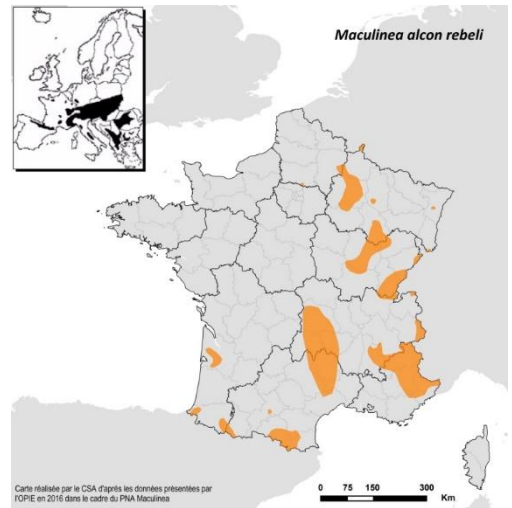 Maculinea alcon rebeli
Carte réalisée par le CSA d'après les données présentées par
l'OPIE en 2016 dans le cadre du PNA Maculinea
0 75 150 300
Km